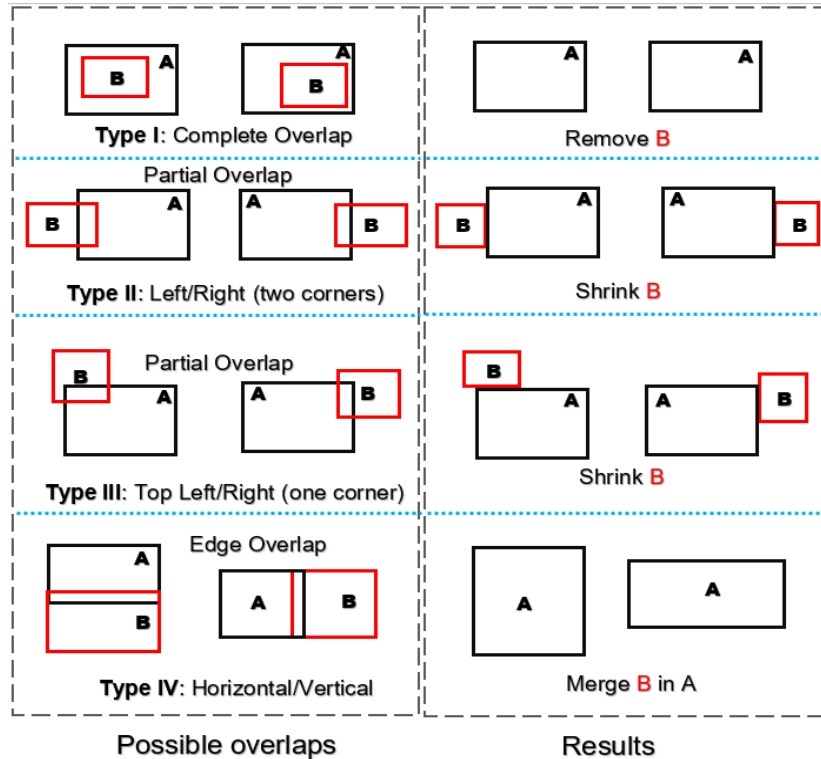 A
B
A
B
A
A
Type I: Complete Overlap
Remove B
Partial Overlap
B
A
A
B
B
A
A
B
Type II: Left/Right (two corners)
Shrink B
Partial Overlap
B
A
A
B
B
A
A
B
Type III: Top Left/Right (one corner)
Shrink B
Edge Overlap
A
B
A
B
A
A
Type IV: Horizontal/Vertical
Merge B in A
Possible overlaps
Results